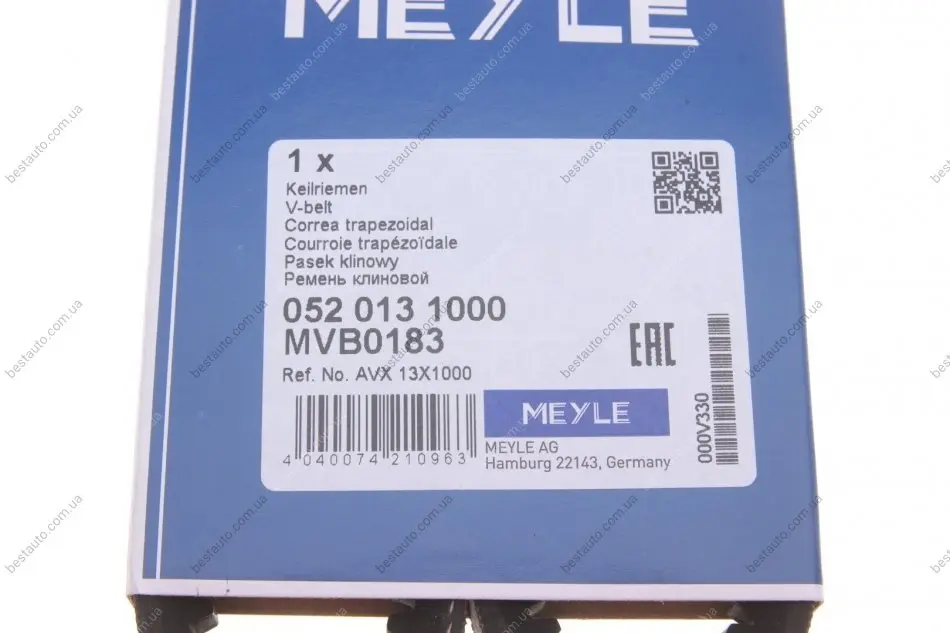 MEYLE
1 x
Keilriemen
V-belt
Correa trapezoidal
Courroie trapézoïdale
Pasek klinowy
Ремень клиновой
052 013 1000
MVB0183
Ref. No. AVX 13X1000
EAC
000V330
4 040074 210963
MEYLE
MEYLE AG
Hamburg 22143, Germany
bestauto.com.ua